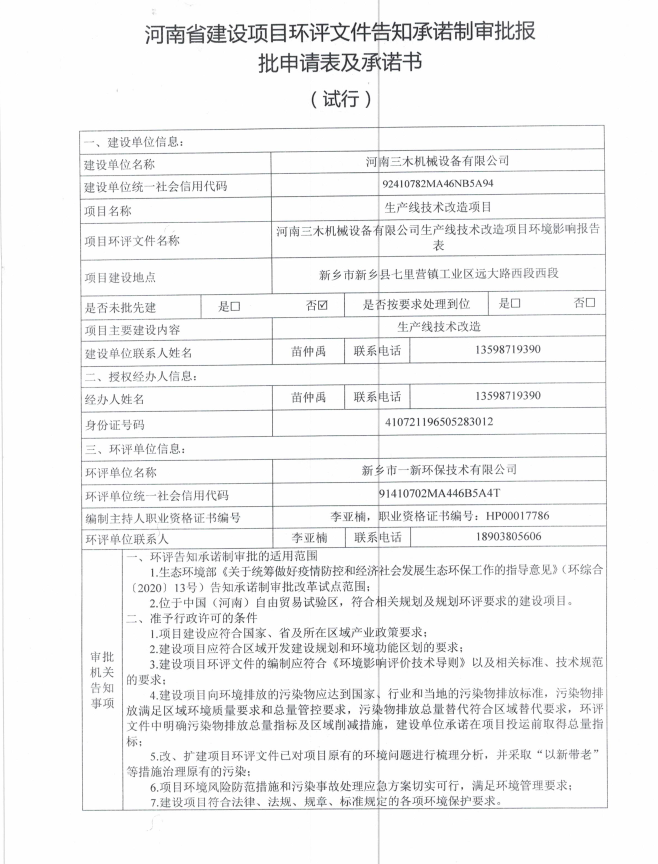 河南省建设项目环评文件告知承诺制审批报
批申请表及承诺书
（试行）
一、建设单位信息：
建设单位名称 河南三木机械设备有限公司
建设单位统一社会信用代码 92410782MA46NB5A94
项目名称 生产线技术改造项目
项目环评文件名称 河南三木机械设备有限公司生产线技术改造项目环境影响报告
表
项目建设地点 新乡市新乡县七里营镇工业区远大路西段西段
是否未批先建 是□ 否☑ 是否按要求处理到位 是□ 否□
项目主要建设内容 生产线技术改造
建设单位联系人姓名 苗仲禹 联系电话 13598719390
二、授权经办人信息：
经办人姓名 苗仲禹 联系电话 13598719390
身份证号码 410721196505283012
三、环评单位信息：
环评单位名称 新乡市一新环保技术有限公司
环评单位统一社会信用代码 91410702MA446B5A4T
编制主持人职业资格证书编号 李亚楠，职业资格证书编号：HP00017786
环评单位联系人 李亚楠 联系电话 18903805606
审批
机关
告知
事项
一、环评告知承诺制审批的适用范围
1.生态环境部《关于统筹做好疫情防控和经济社会发展生态环保工作的指导意见》（环综合
〔2020〕13号）告知承诺制审批改革试点范围；
2.位于中国（河南）自由贸易试验区，符合相关规划及规划环评要求的建设项目。
二、准予行政许可的条件
1.项目建设应符合国家、省及所在区域产业政策要求；
2.建设项目应符合区域开发建设规划和环境功能区划的要求；
3.建设项目环评文件的编制应符合《环境影响评价技术导则》以及相关标准、技术规范
的要求；
4.建设项目向环境排放的污染物应达到国家、行业和当地的污染物排放标准，污染物排
放满足区域环境质量要求和总量管控要求，污染物排放总量替代符合区域替代要求，环评
文件中明确污染物排放总量指标及区域削减措施，建设单位承诺在项目投运前取得总量指
标；
5.改、扩建项目环评文件已对项目原有的环境问题进行梳理分析，并采取“以新带老”
等措施治理原有的污染；
6.项目环境风险防范措施和污染事故处理应急方案切实可行，满足环境管理要求；
7.建设项目符合法律、法规、规章、标准规定的各项环境保护要求。